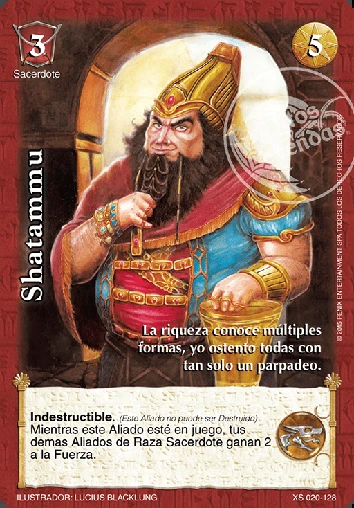 3
5
Sacerdote
Shatammu
La riqueza conoce múltiples
formas, yo ostento todas con
tan solo un parpadeo.
Indestructible. (Este Aliado no puede ser Destruido)
Mientras este Aliado esté en juego, tus
demas Aliados de Raza Sacerdote ganan 2
a la Fuerza.
ILUSTRADOR: LUCIUS BLACKLUNG
XS 020-128